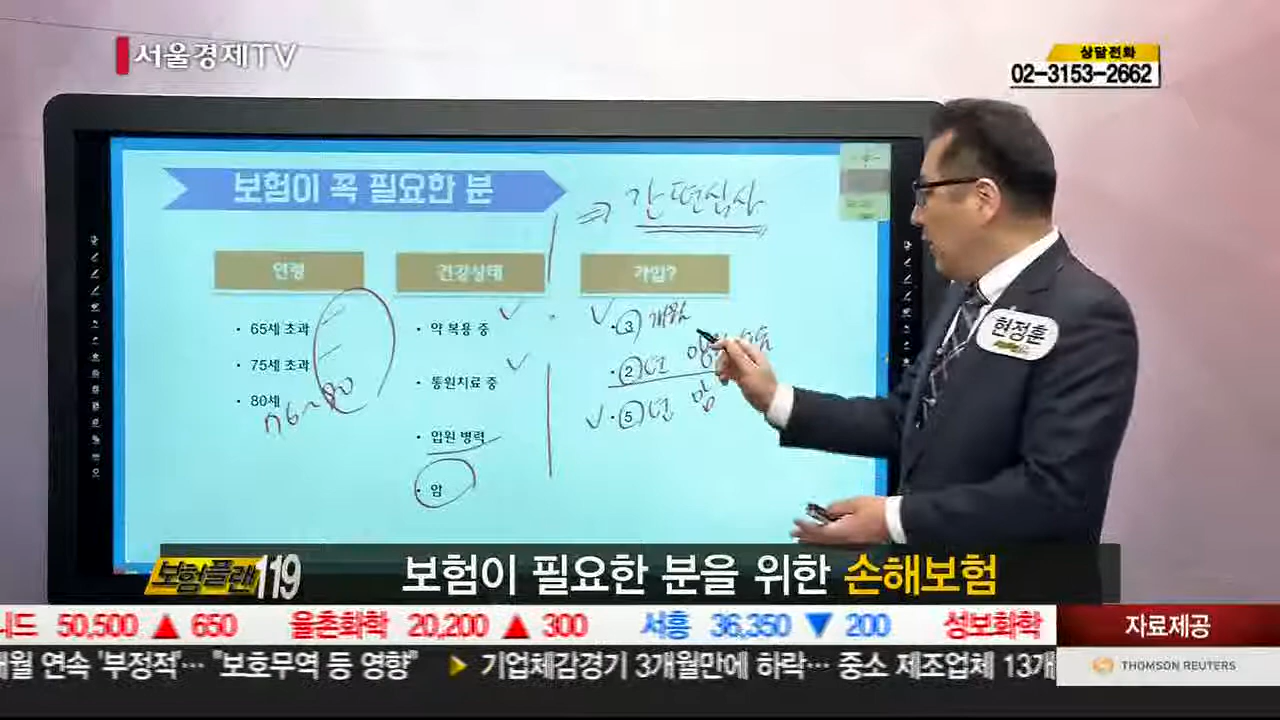 서울경제TV
상담전화
02-3153-2662
보험이 꼭 필요한 분
⇒ 간편심사
연령
건강상태
가입?
• 65세 초과
• 75세 초과
• 80세
76~80
• 약 복용 중
• 통원치료 중
• 입원 병력
• 암
• ③ 개월
• ②년
• ⑤년 암
현정훈
보험플랜119
보험이 필요한 분을 위한 손해보험
니드 50,500 ▲ 650 율촌화학 20,200 ▲ 300 서흥 36,350 ▼ 200 성보화학
자료제공
개월 연속 '부정적'… "보호무역 등 영향" ▶ 기업체감경기 3개월만에 하락… 중소 제조업체 13개
THOMSON REUTERS